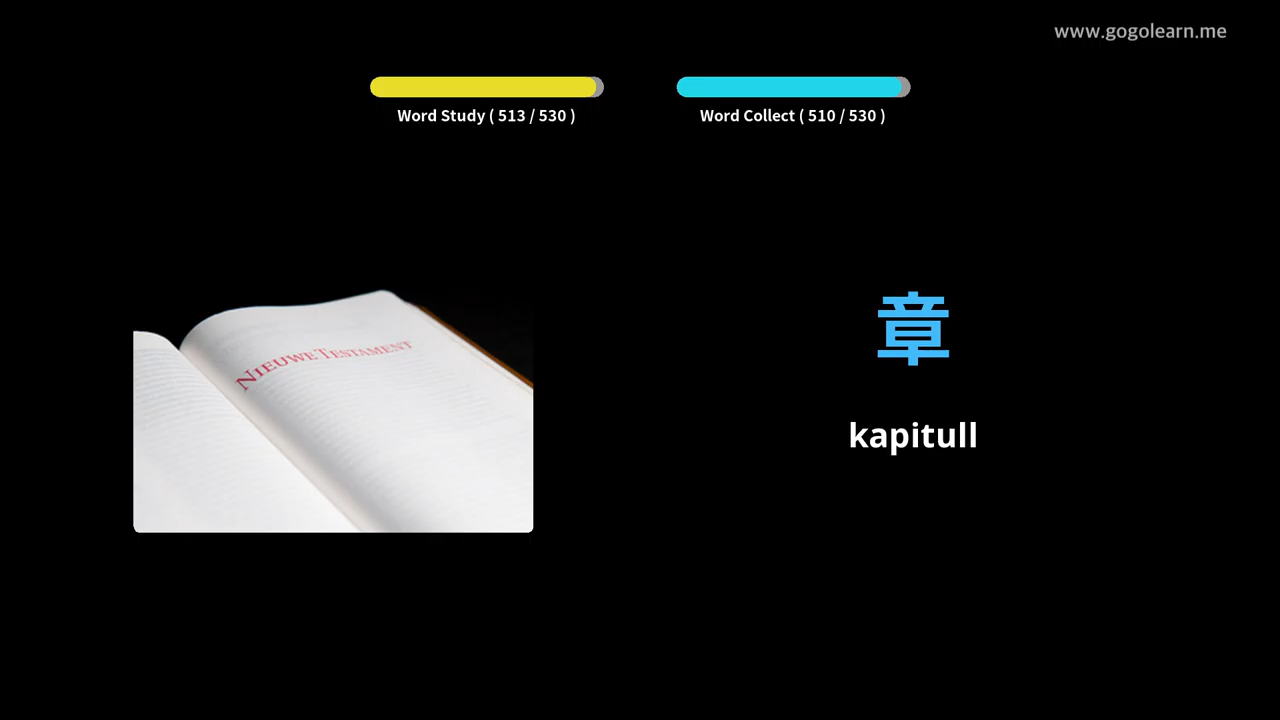 www.gogolearn.me
Word Study ( 513 / 530 )
Word Collect ( 510 / 530 )
NIEUWE TESTAMENT
章
kapitull